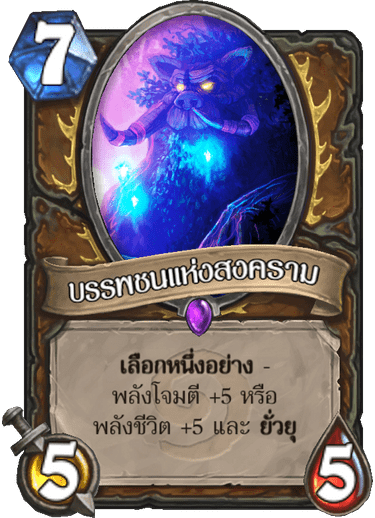 7
บรรพชนแห่งสงคราม
เลือกหนึ่งอย่าง -
พลังโจมตี +5 หรือ
พลังชีวิต +5 และ ยั่วยุ
5
5